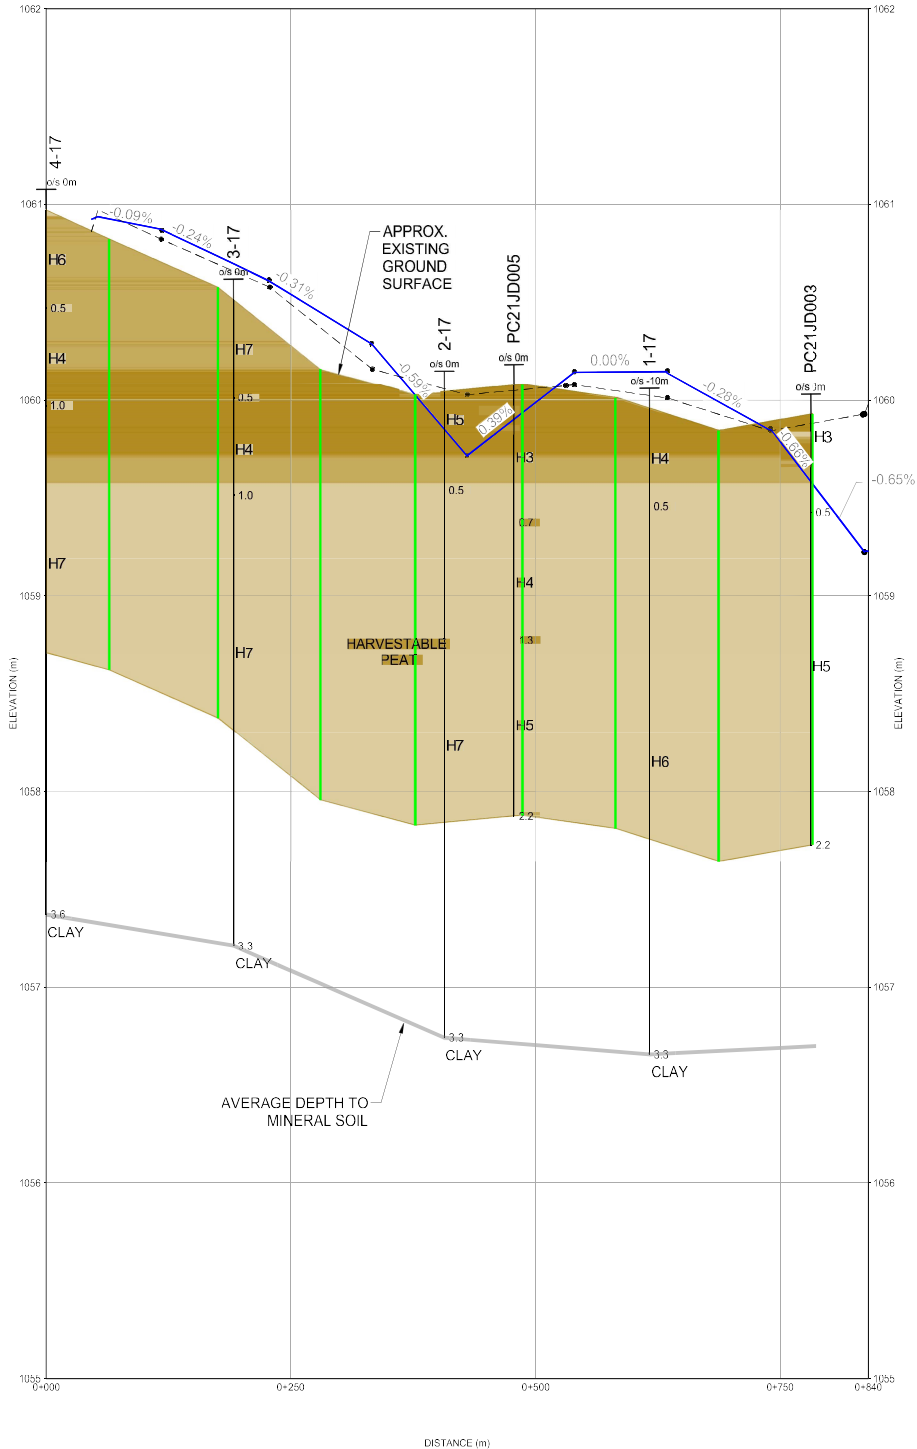 1062
1062
4-17
o/s 0m
1061
1061
-0.09%
-0.24%
3-17
o/s 0m
-0.31%
APPROX.
EXISTING
GROUND
SURFACE
PC21JD005
o/s 0m
2-17
o/s 0m
1-17
o/s -10m
PC21JD003
0.00%
-0.59%
-0.28%
0.39%
-0.66%
-0.65%
1060
1060
H6
0.5
H4
1.0
H7
H7
0.5
H4
1.0
H7
H5
0.5
H7
H3
0.7
H4
1.3
H5
2.2
H4
0.5
H6
H3
0.5
H5
2.2
1059
1059
HARVESTABLE
PEAT
ELEVATION (m)
ELEVATION (m)
1058
1058
3.6
CLAY
3.3
CLAY
3.3
CLAY
3.3
CLAY
1057
1057
AVERAGE DEPTH TO
MINERAL SOIL
1056
1056
1055
1055
0+000
0+250
0+500
0+750
0+840
DISTANCE (m)